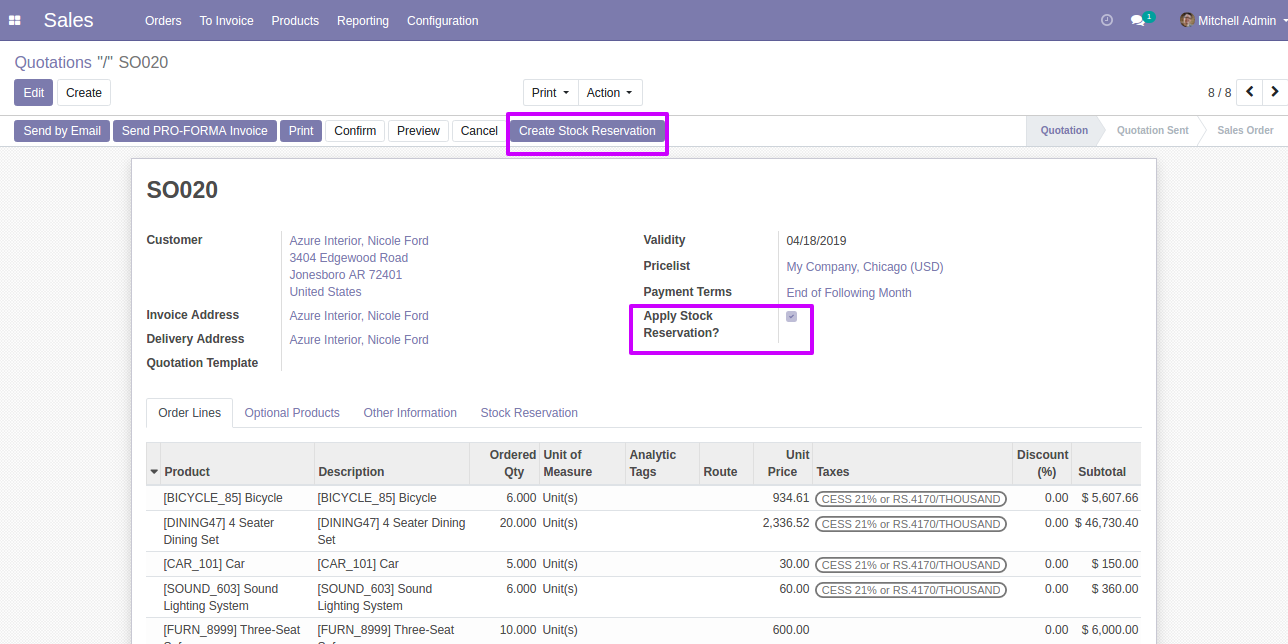 Sales Orders To Invoice Products Reporting Configuration 1 Mitchell Admin
Quotations "/" SO020
Edit Create Print Action 8 / 8
Send by Email Send PRO-FORMA Invoice Print Confirm Preview Cancel Create Stock Reservation Quotation Quotation Sent Sales Order
SO020
Customer
Azure Interior, Nicole Ford
3404 Edgewood Road
Jonesboro AR 72401
United States
Invoice Address Azure Interior, Nicole Ford
Delivery Address Azure Interior, Nicole Ford
Quotation Template
Validity 04/18/2019
Pricelist My Company, Chicago (USD)
Payment Terms End of Following Month
Apply Stock
Reservation?
Order Lines Optional Products Other Information Stock Reservation
Ordered Unit of Analytic Unit Discount
Product Description Qty Measure Tags Route Price Taxes (%) Subtotal
[BICYCLE_85] Bicycle [BICYCLE_85] Bicycle 6.000 Unit(s) 934.61 CESS 21% or RS.4170/THOUSAND 0.00 $ 5,607.66
[DINING47] 4 Seater [DINING47] 4 Seater Dining 20.000 Unit(s) 2,336.52 CESS 21% or RS.4170/THOUSAND 0.00 $ 46,730.40
Dining Set Set
[CAR_101] Car [CAR_101] Car 5.000 Unit(s) 30.00 CESS 21% or RS.4170/THOUSAND 0.00 $ 150.00
[SOUND_603] Sound [SOUND_603] Sound 6.000 Unit(s) 60.00 CESS 21% or RS.4170/THOUSAND 0.00 $ 360.00
Lighting System Lighting System
[FURN_8999] Three-Seat [FURN_8999] Three-Seat 10.000 Unit(s) 600.00 0.00 $ 6,000.00